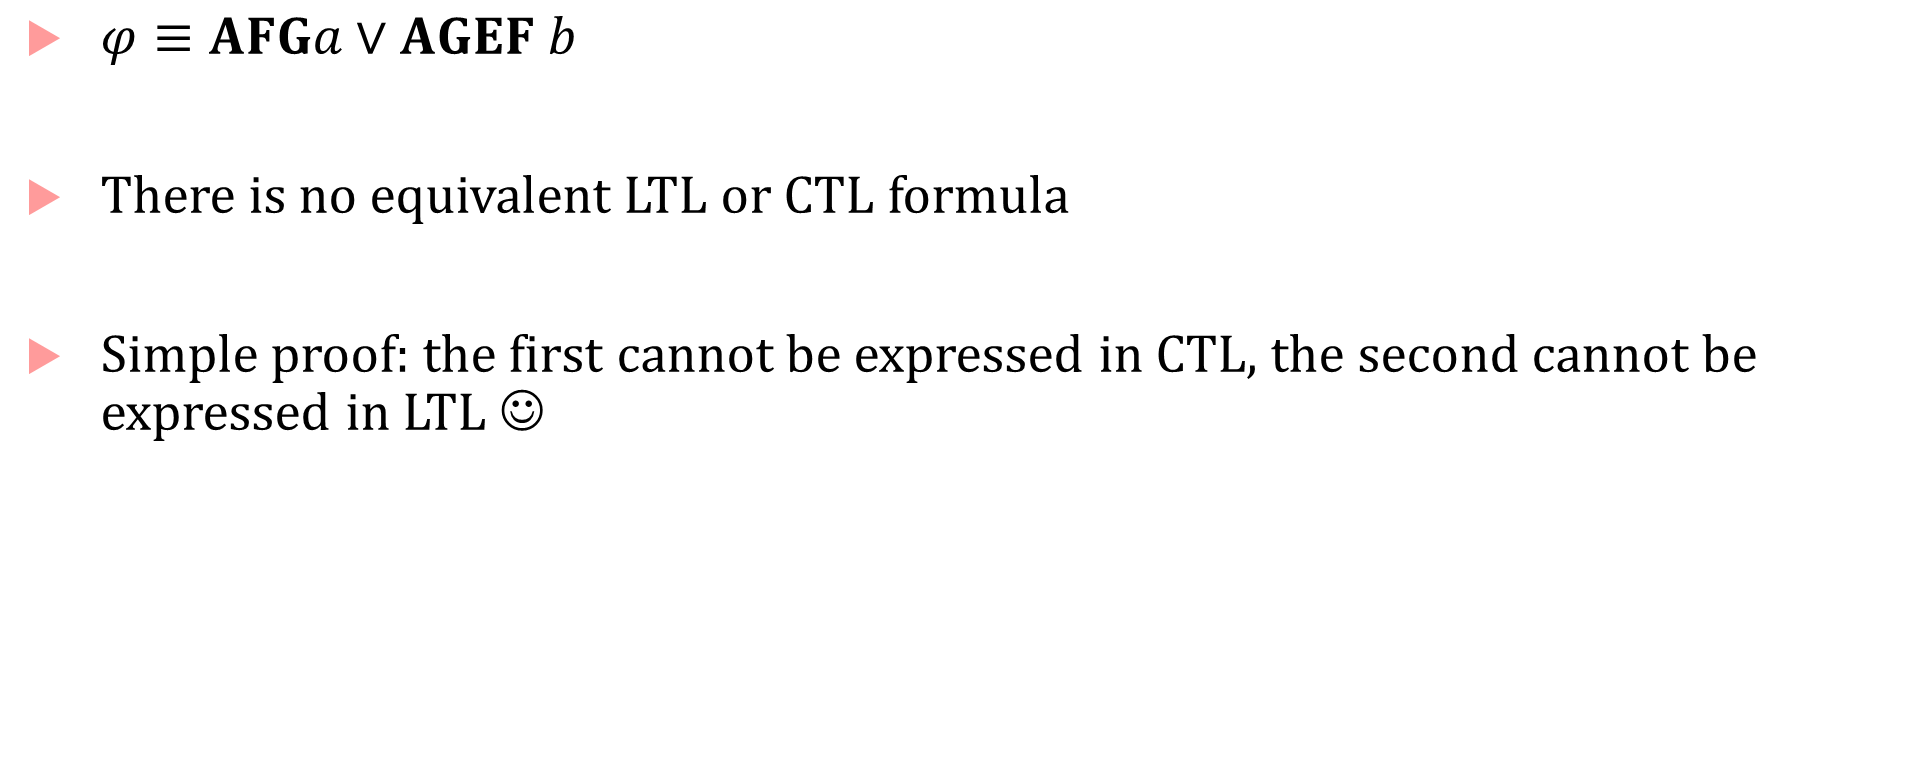 φ ≡ AFGa ∨ AGEF b
There is no equivalent LTL or CTL formula
Simple proof: the first cannot be expressed in CTL, the second cannot be
expressed in LTL ☺